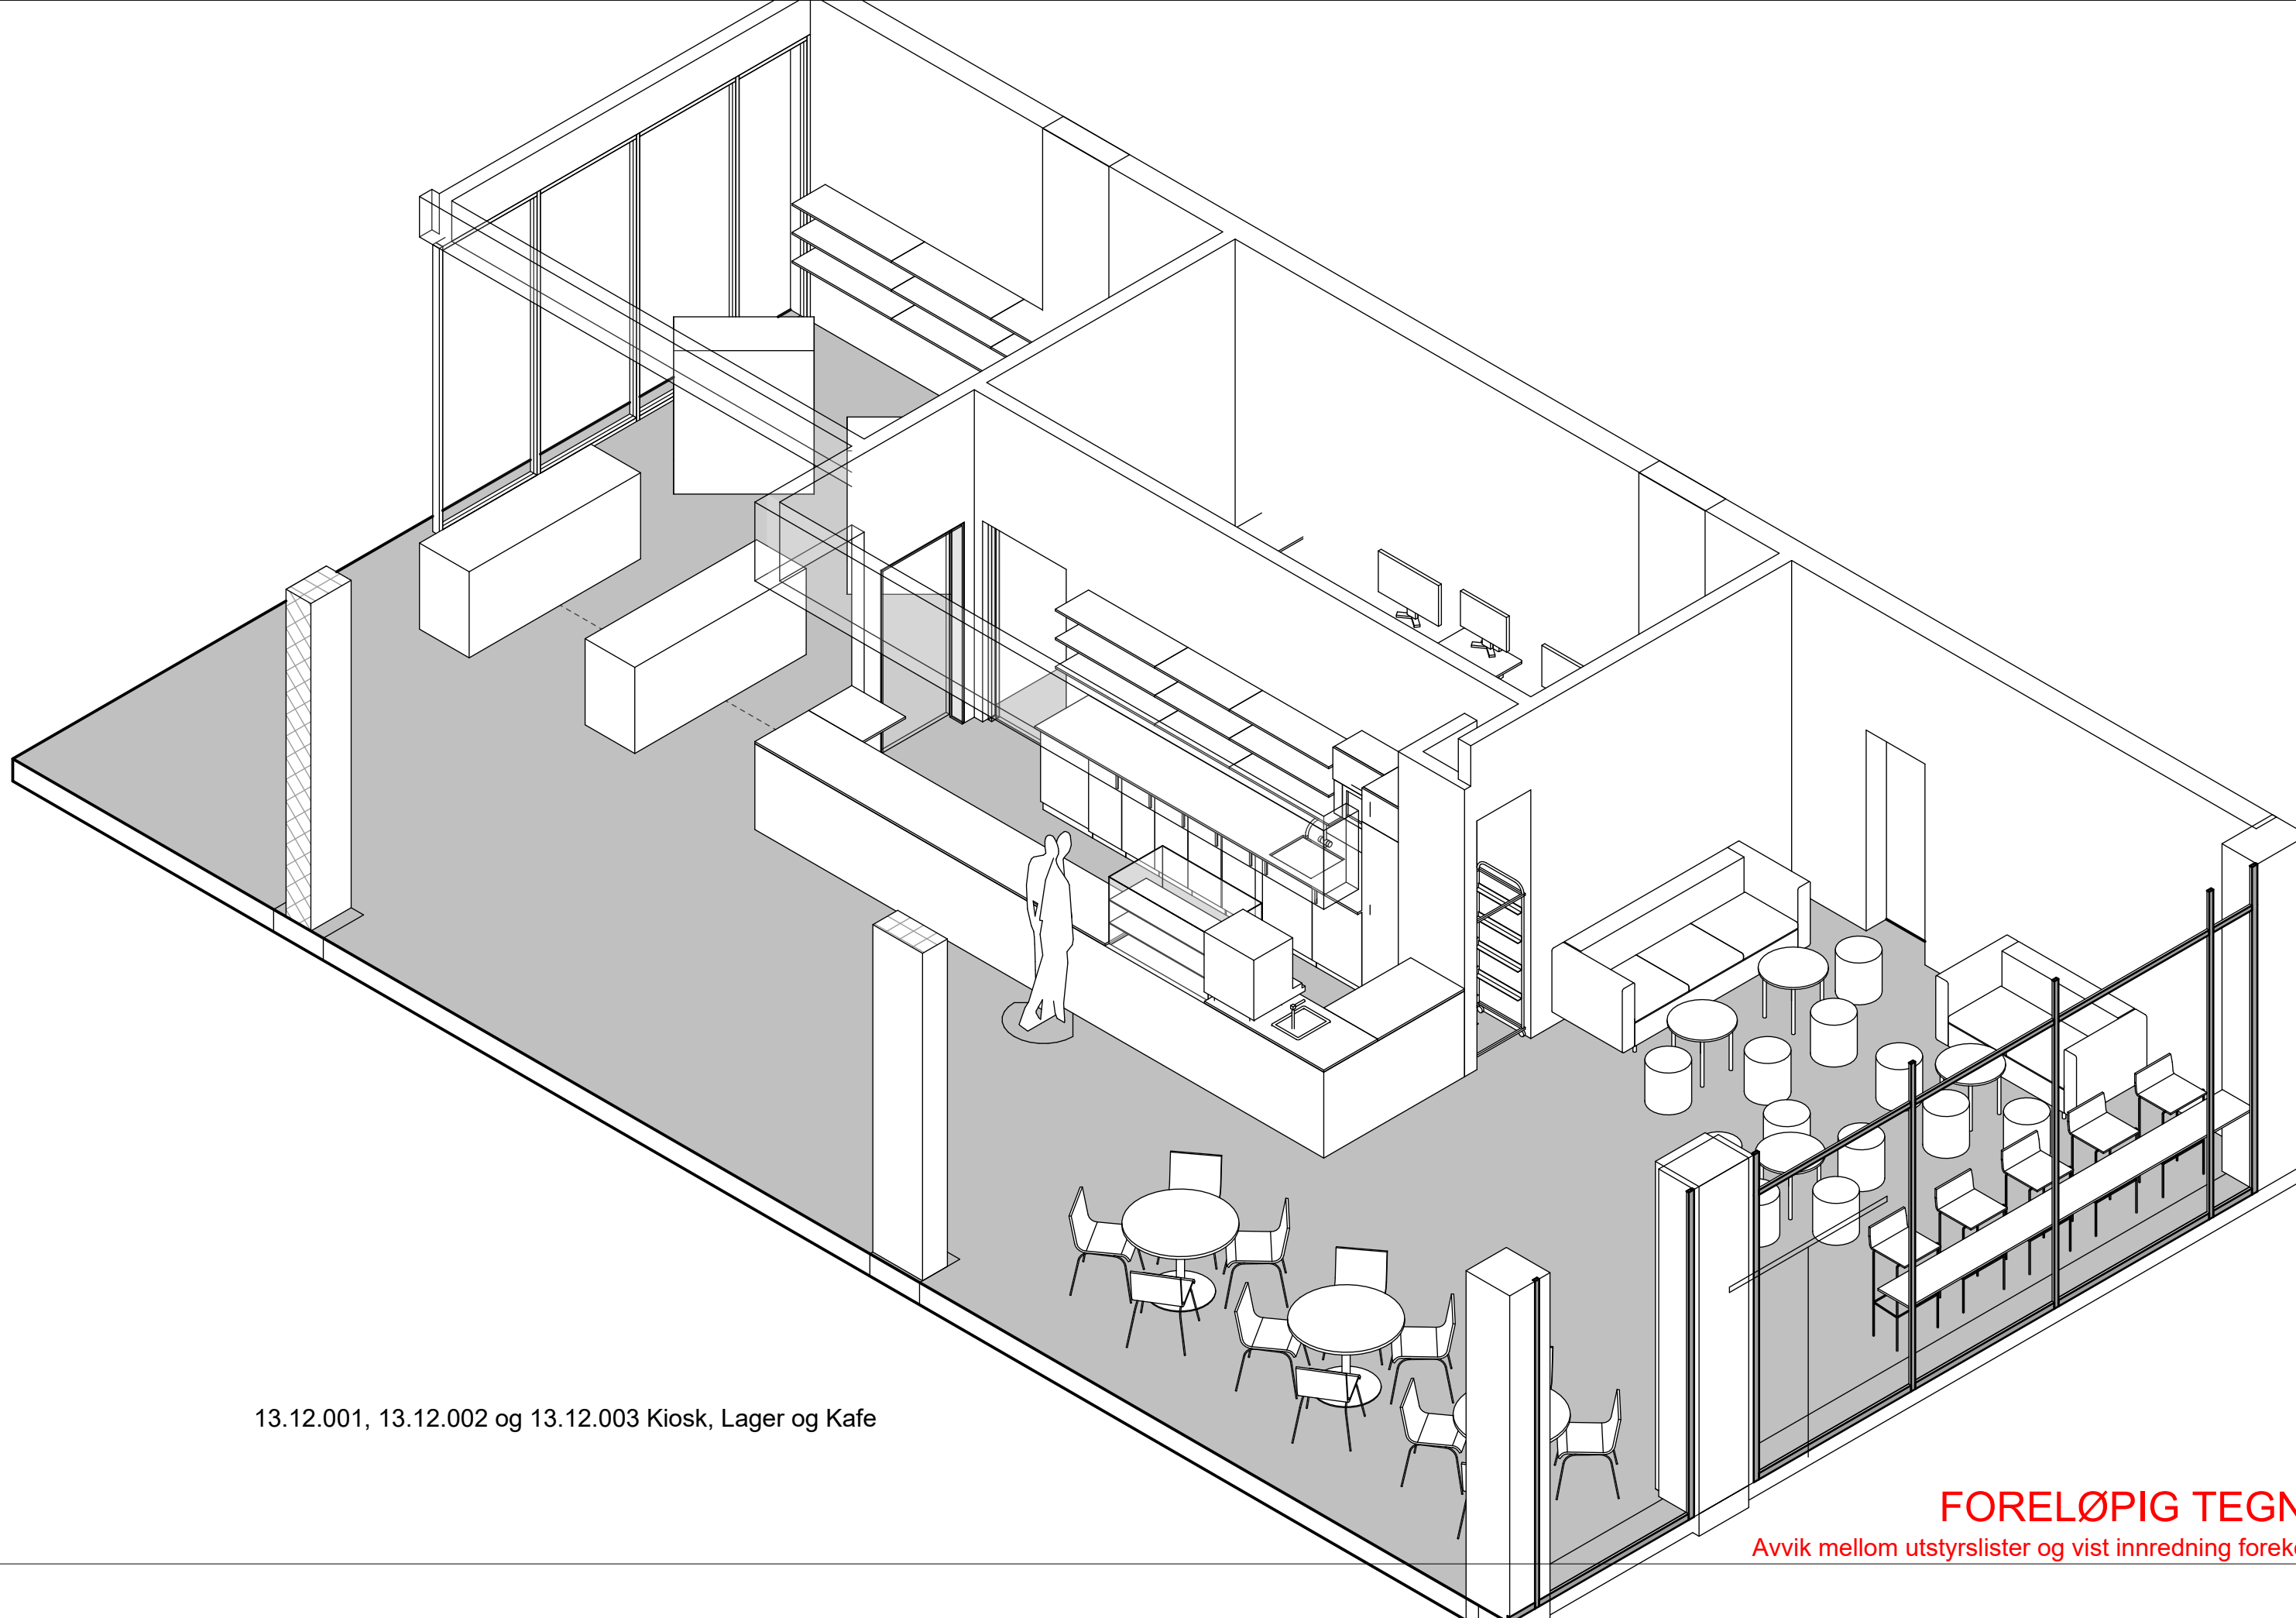 13.12.001, 13.12.002 og 13.12.003 Kiosk, Lager og Kafe
FORELØPIG TEGN
Avvik mellom utstyrslister og vist innredning forek